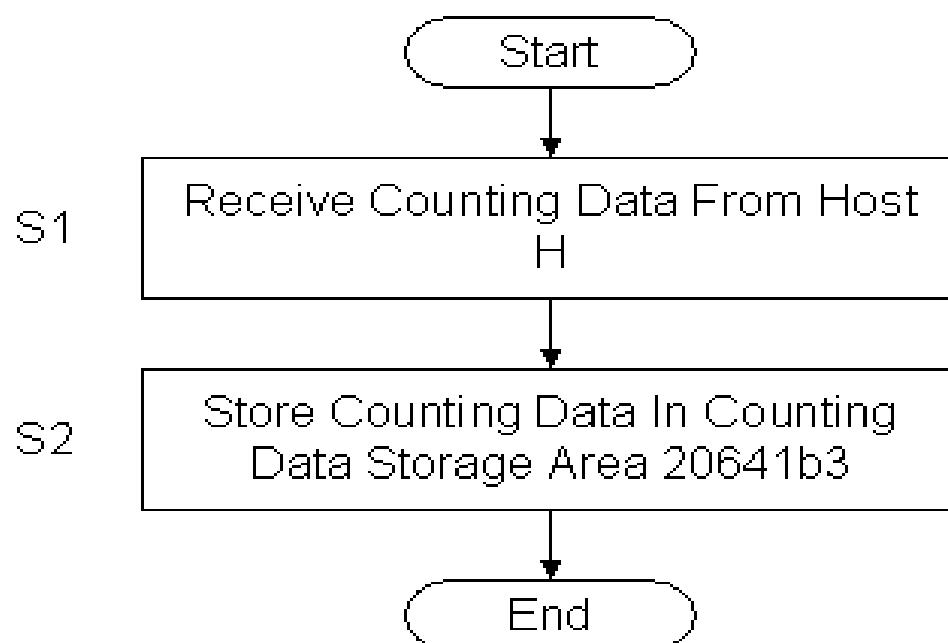 Start
S1
Receive Counting Data From Host
H
S2
Store Counting Data In Counting
Data Storage Area 20641b3
End